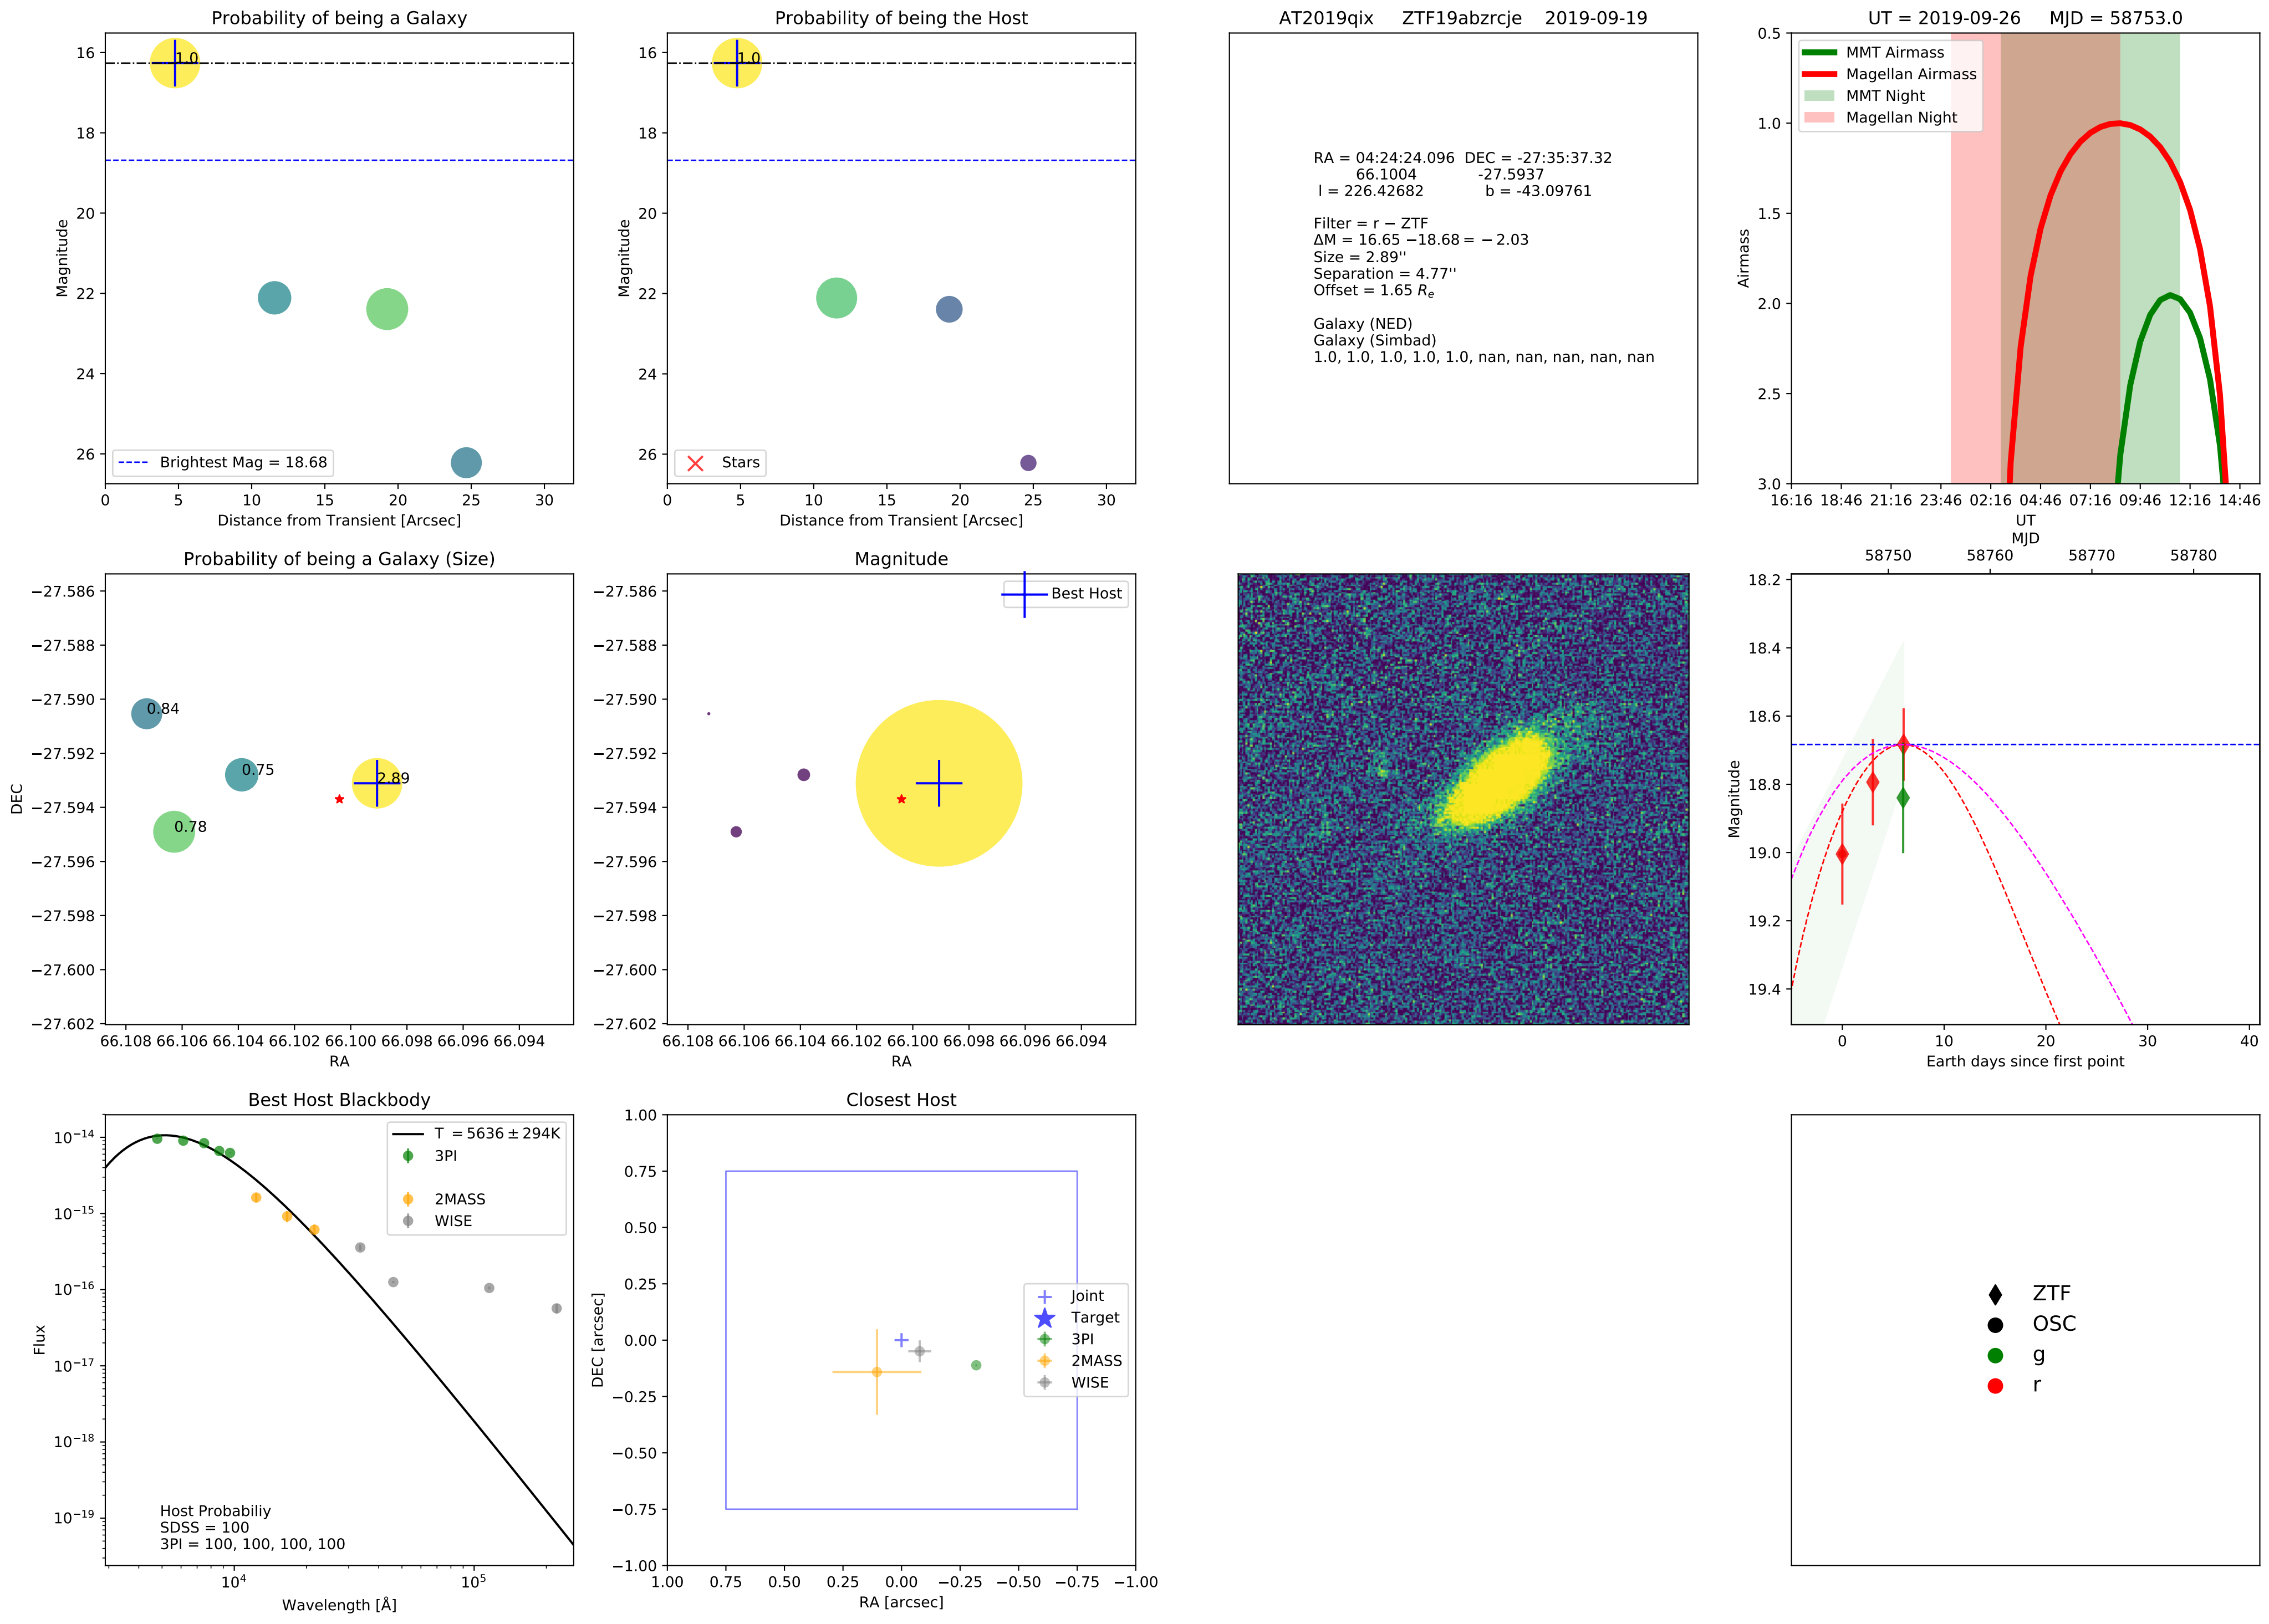 Probability of being a Galaxy
16
18
20
22
24
26
Magnitude
1.0
Brightest Mag = 18.68
0 5 10 15 20 25 30
Distance from Transient [Arcsec]
Probability of being the Host
16
18
20
22
24
26
Magnitude
1.0
Stars
0 5 10 15 20 25 30
Distance from Transient [Arcsec]
AT2019qix ZTF19abzrcje 2019-09-19
RA = 04:24:24.096 DEC = -27:35:37.32
66.1004 -27.5937
l = 226.42682 b = -43.09761
Filter = r − ZTF
ΔM = 16.65 −18.68 = −2.03
Size = 2.89''
Separation = 4.77''
Offset = 1.65 Re
Galaxy (NED)
Galaxy (Simbad)
1.0, 1.0, 1.0, 1.0, 1.0, nan, nan, nan, nan, nan
UT = 2019-09-26 MJD = 58753.0
0.5
1.0
1.5
2.0
2.5
3.0
Airmass
MMT Airmass
Magellan Airmass
MMT Night
Magellan Night
16:16 18:46 21:16 23:46 02:16 04:46 07:16 09:46 12:16 14:46
UT
Probability of being a Galaxy (Size)
−27.586
−27.588
−27.590
−27.592
−27.594
−27.596
−27.598
−27.600
−27.602
DEC
0.84
0.75
2.89
0.78
66.108 66.106 66.104 66.102 66.100 66.098 66.096 66.094
RA
Magnitude
−27.586
−27.588
−27.590
−27.592
−27.594
−27.596
−27.598
−27.600
−27.602
Best Host
66.108 66.106 66.104 66.102 66.100 66.098 66.096 66.094
RA
MJD
58750 58760 58770 58780
18.2
18.4
18.6
18.8
19.0
19.2
19.4
Magnitude
0 10 20 30 40
Earth days since first point
Best Host Blackbody
10−14
10−15
10−16
10−17
10−18
10−19
Flux
T = 5636 ± 294K
3PI
2MASS
WISE
Host Probabiliy
SDSS = 100
3PI = 100, 100, 100, 100
104 105
Wavelength [Å]
Closest Host
1.00
0.75
0.50
0.25
0.00
−0.25
−0.50
−0.75
−1.00
DEC [arcsec]
Joint
Target
3PI
2MASS
WISE
1.00 0.75 0.50 0.25 0.00 −0.25 −0.50 −0.75 −1.00
RA [arcsec]
ZTF
OSC
g
r